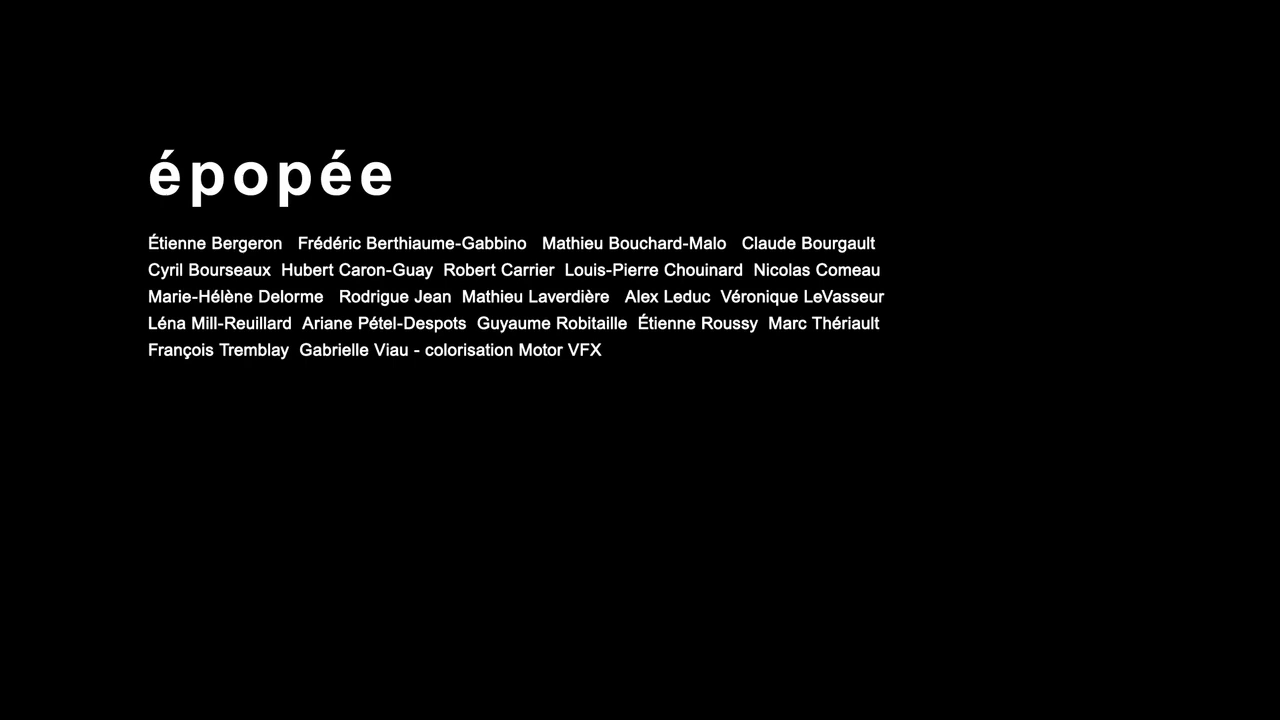 épopée
Étienne Bergeron Frédéric Berthiaume-Gabbino Mathieu Bouchard-Malo Claude Bourgault
Cyril Bourseaux Hubert Caron-Guay Robert Carrier Louis-Pierre Chouinard Nicolas Comeau
Marie-Hélène Delorme Rodrigue Jean Mathieu Laverdière Alex Leduc Véronique LeVasseur
Léna Mill-Reuillard Ariane Pétel-Despots Guyaume Robitaille Étienne Roussy Marc Thériault
François Tremblay Gabrielle Viau - colorisation Motor VFX